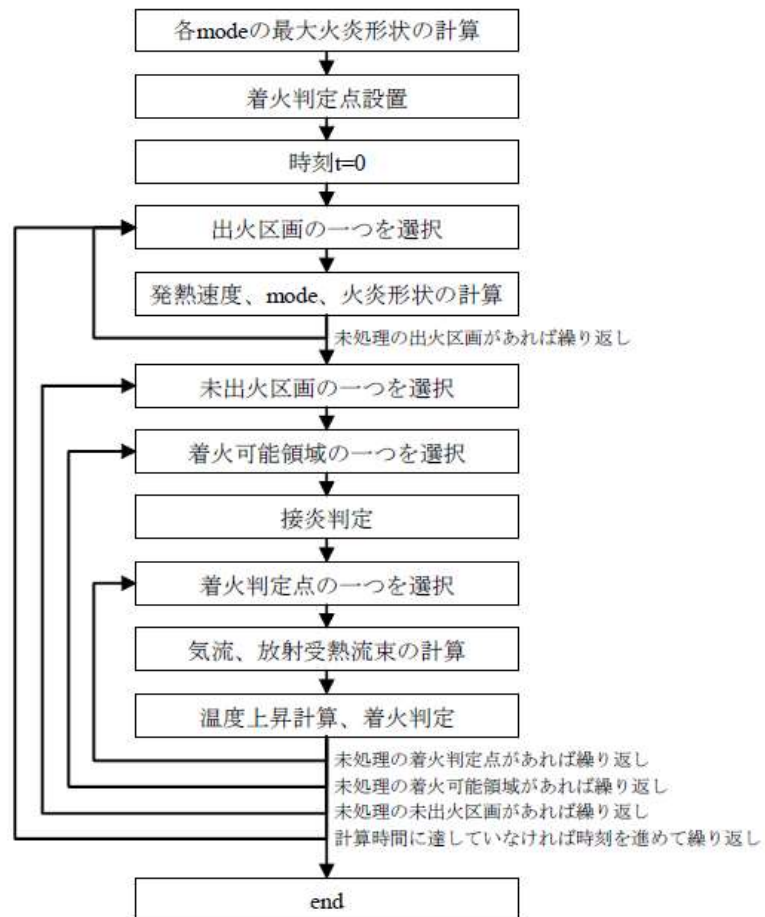 各modeの最大火炎形状の計算
着火判定点設置
時刻t=0
出火区画の一つを選択
発熱速度、mode、火炎形状の計算
未処理の出火区画があれば繰り返し
未出火区画の一つを選択
着火可能領域の一つを選択
接炎判定
着火判定点の一つを選択
気流、放射受熱流束の計算
温度上昇計算、着火判定
未処理の着火判定点があれば繰り返し
未処理の着火可能領域があれば繰り返し
未処理の未出火区画があれば繰り返し
計算時間に達していなければ時刻を進めて繰り返し
end